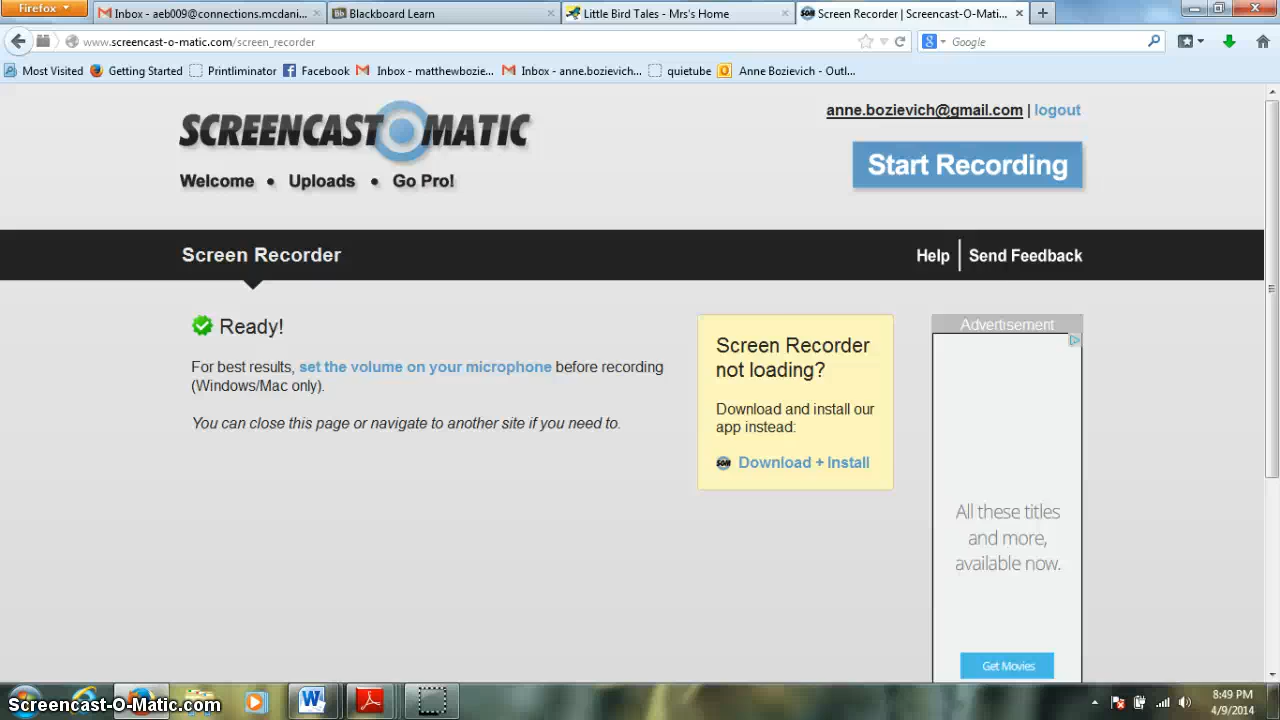 Firefox
Inbox - aeb009@connections.mcdani...
Blackboard Learn
Little Bird Tales - Mrs's Home
Screen Recorder | Screencast-O-Mati...
www.screencast-o-matic.com/screen_recorder
Google
Most Visited
Getting Started
Printliminator
Facebook
Inbox - matthewbozie...
Inbox - anne.bozievich...
quietube
Anne Bozievich - Outl...
SCREENCAST O MATIC
anne.bozievich@gmail.com | logout
Start Recording
Welcome • Uploads • Go Pro!
Screen Recorder
Help
Send Feedback
Ready!
For best results, set the volume on your microphone before recording
(Windows/Mac only).
You can close this page or navigate to another site if you need to.
Screen Recorder
not loading?
Download and install our
app instead:
SOM
Download + Install
Advertisement
All these titles
and more,
available now.
Get Movies
Screencast-O-Matic.com
8:49 PM
4/9/2014